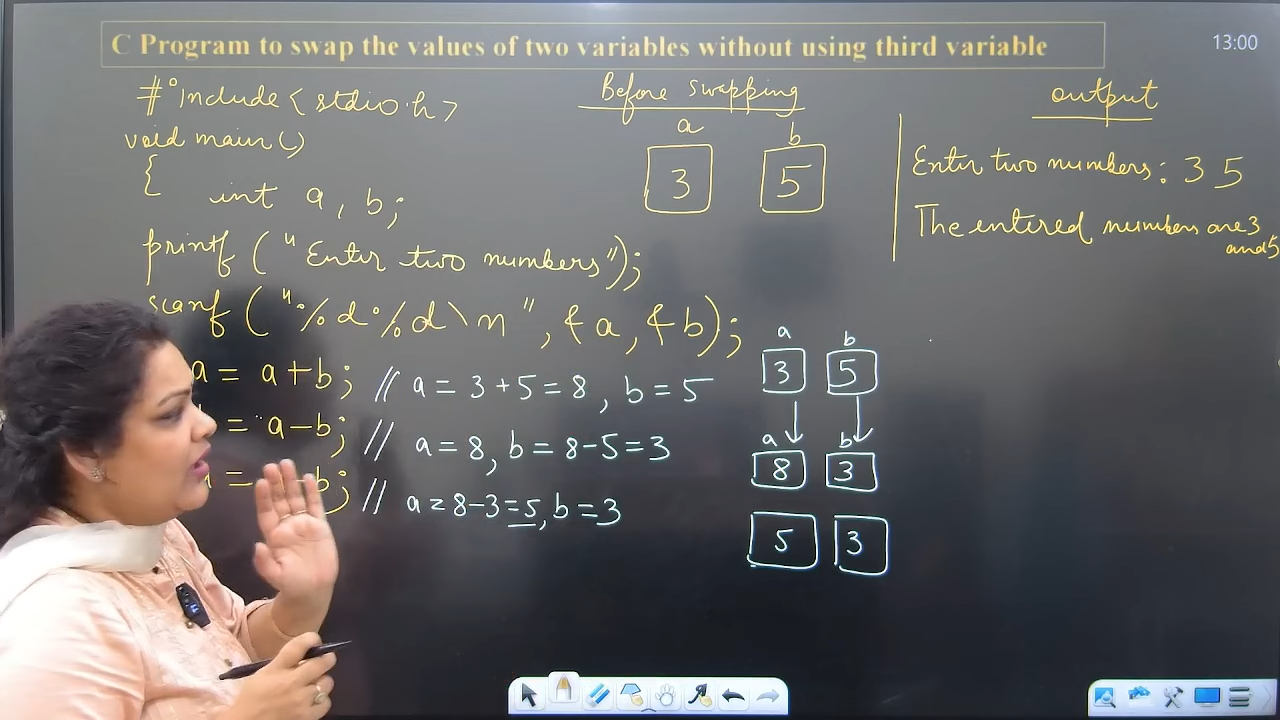 C Program to swap the values of two variables without using third variable
13:00
#include<stdio.h>
void main()
{
int a, b;
printf("Enter two numbers");
scanf("%d%d\n", &a, &b);
a = a+b; // a = 3+5=8, b=5
= a-b; // a=8, b=8-5=3
= -b; // a=8-3=5, b=3
Before swapping
a b
3 5
a b
3 5
a b
8 3
5 3
output
Enter two numbers: 3 5
The entered numbers are 3
and 5